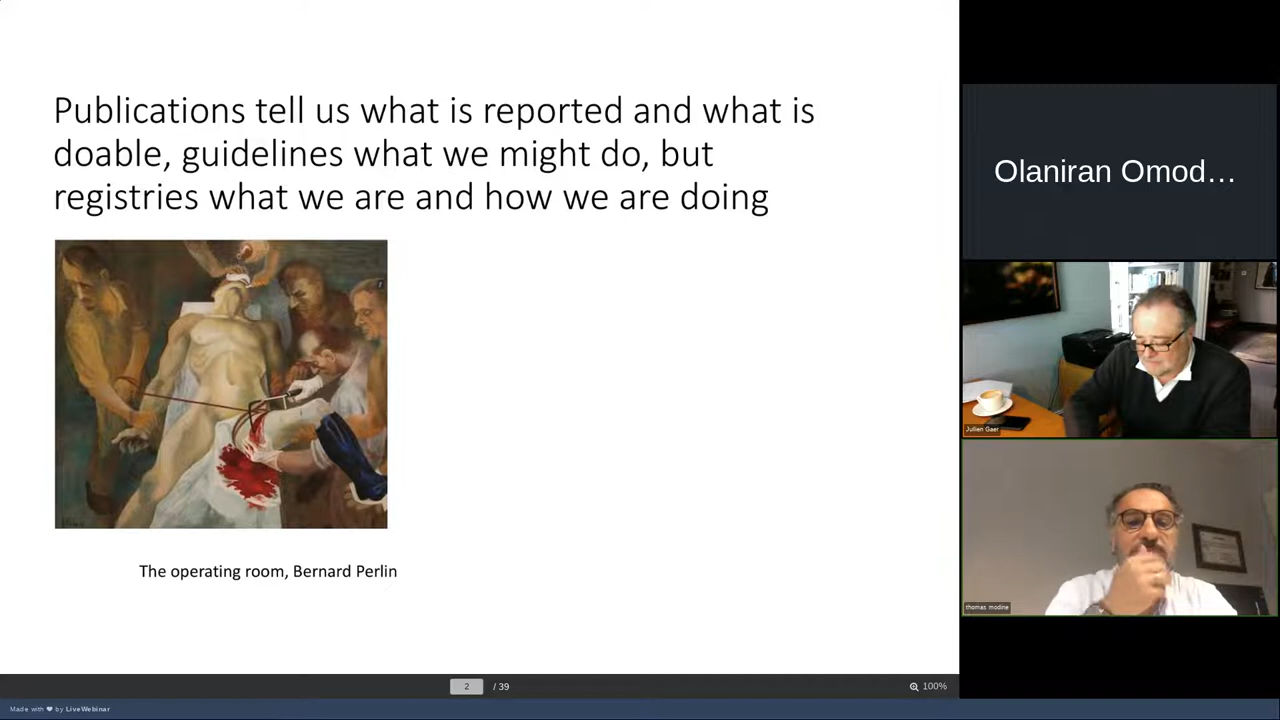 Publications tell us what is reported and what is
doable, guidelines what we might do, but
registries what we are and how we are doing
The operating room, Bernard Perlin
Olaniran Omod...
Jullien Gaer
thomas modine
2 / 39
100%
Made with ❤ by LiveWebinar